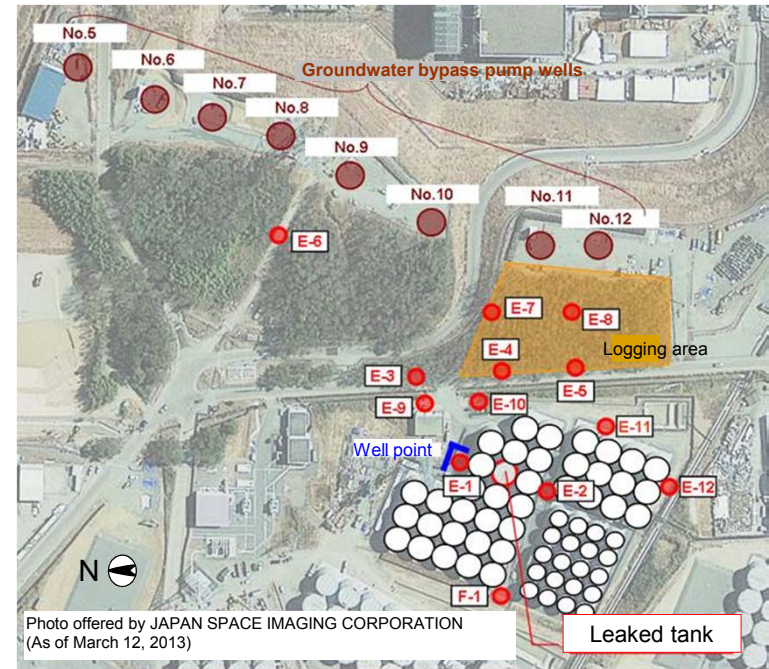 No.5
No.6
No.7
No.8
No.9
No.10
No.11
No.12
Groundwater bypass pump wells
E-6
E-7
E-8
Logging area
E-4
E-5
E-3
E-9
E-10
E-11
Well point
E-1
E-2
E-12
F-1
N
Leaked tank
Photo offered by JAPAN SPACE IMAGING CORPORATION
(As of March 12, 2013)